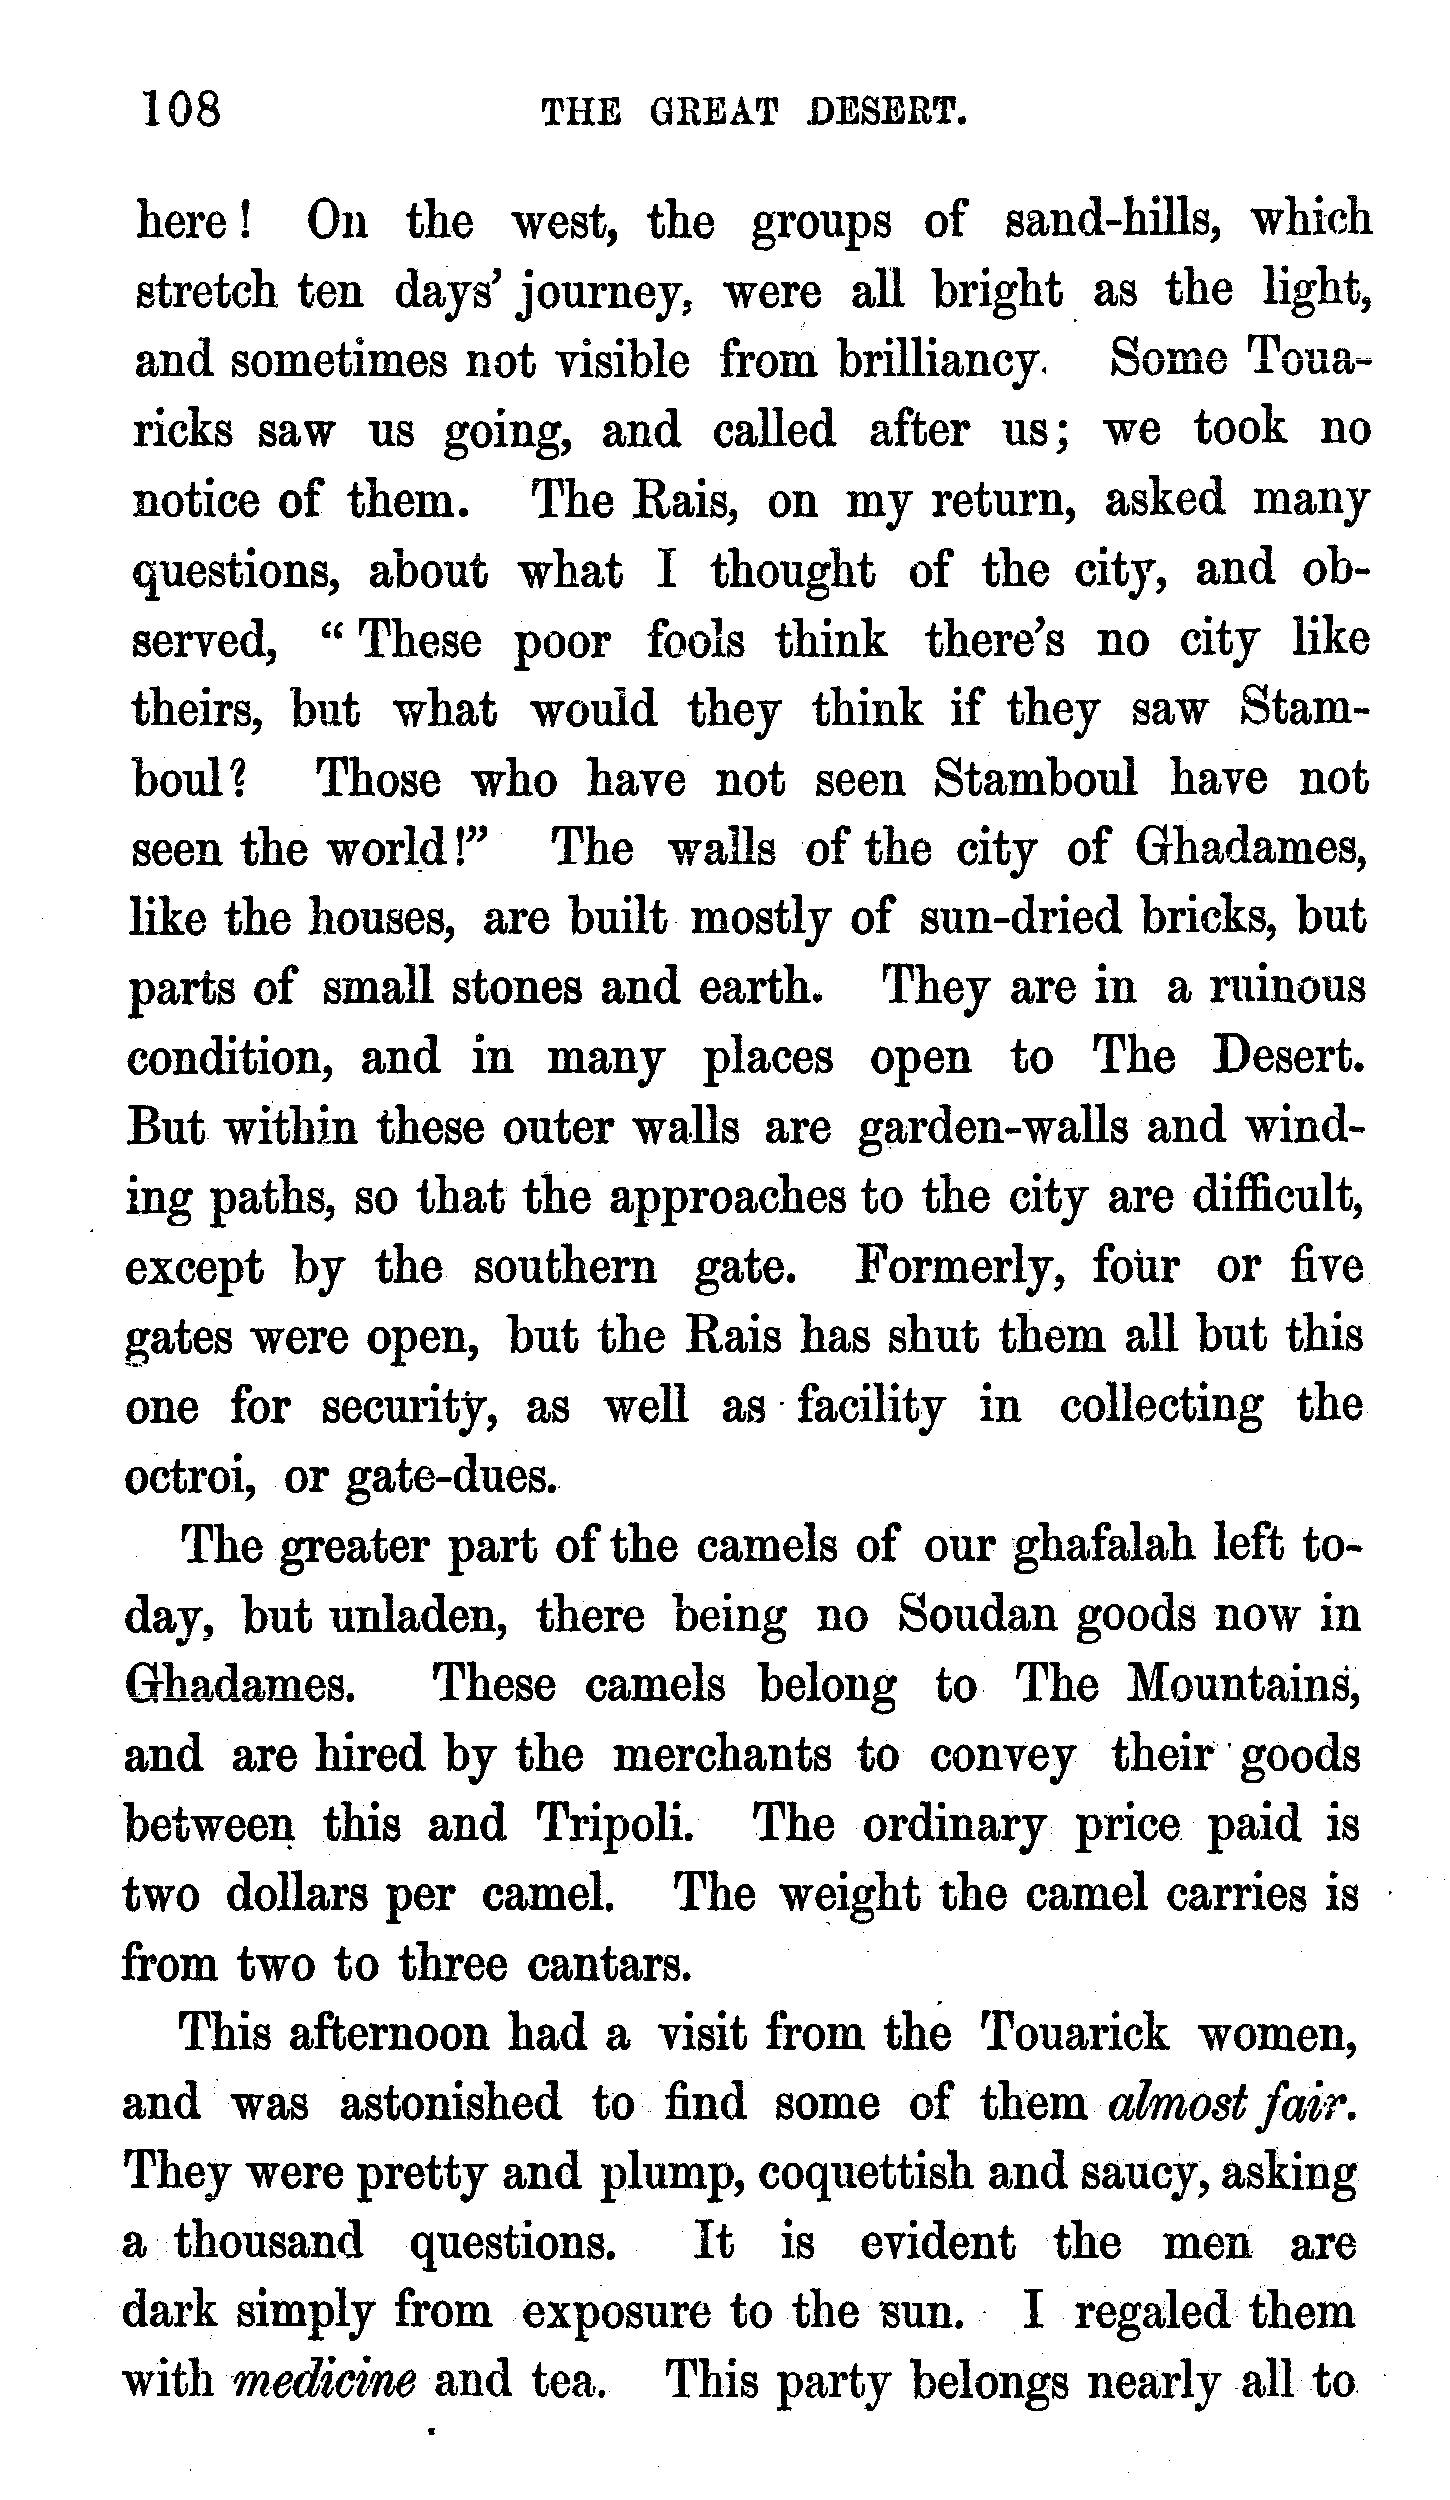 108 THE GREAT DESERT.
here! On the west, the groups of sand-hills, which
stretch ten days' journey, were all bright as the light,
and sometimes not visible from brilliancy. Some Toua-
ricks saw us going, and called after us; we took no
notice of them. The Rais, on my return, asked many
questions, about what I thought of the city, and ob-
served, "These poor fools think there's no city like
theirs, but what would they think if they saw Stam-
boul? Those who have not seen Stamboul have not
seen the world!" The walls of the city of Ghadames,
like the houses, are built mostly of sun-dried bricks, but
parts of small stones and earth. They are in a ruinous
condition, and in many places open to The Desert.
But within these outer walls are garden-walls and wind-
ing paths, so that the approaches to the city are difficult,
except by the southern gate. Formerly, four or five
gates were open, but the Rais has shut them all but this
one for security, as well as facility in collecting the
octroi, or gate-dues.
The greater part of the camels of our ghafalah left to-
day, but unladen, there being no Soudan goods now in
Ghadames. These camels belong to The Mountains,
and are hired by the merchants to convey their goods
between this and Tripoli. The ordinary price paid is
two dollars per camel. The weight the camel carries is
from two to three cantars.
This afternoon had a visit from the Touarick women,
and was astonished to find some of them almost fair.
They were pretty and plump, coquettish and saucy, asking
a thousand questions. It is evident the men are
dark simply from exposure to the sun. I regaled them
with medicine and tea. This party belongs nearly all to